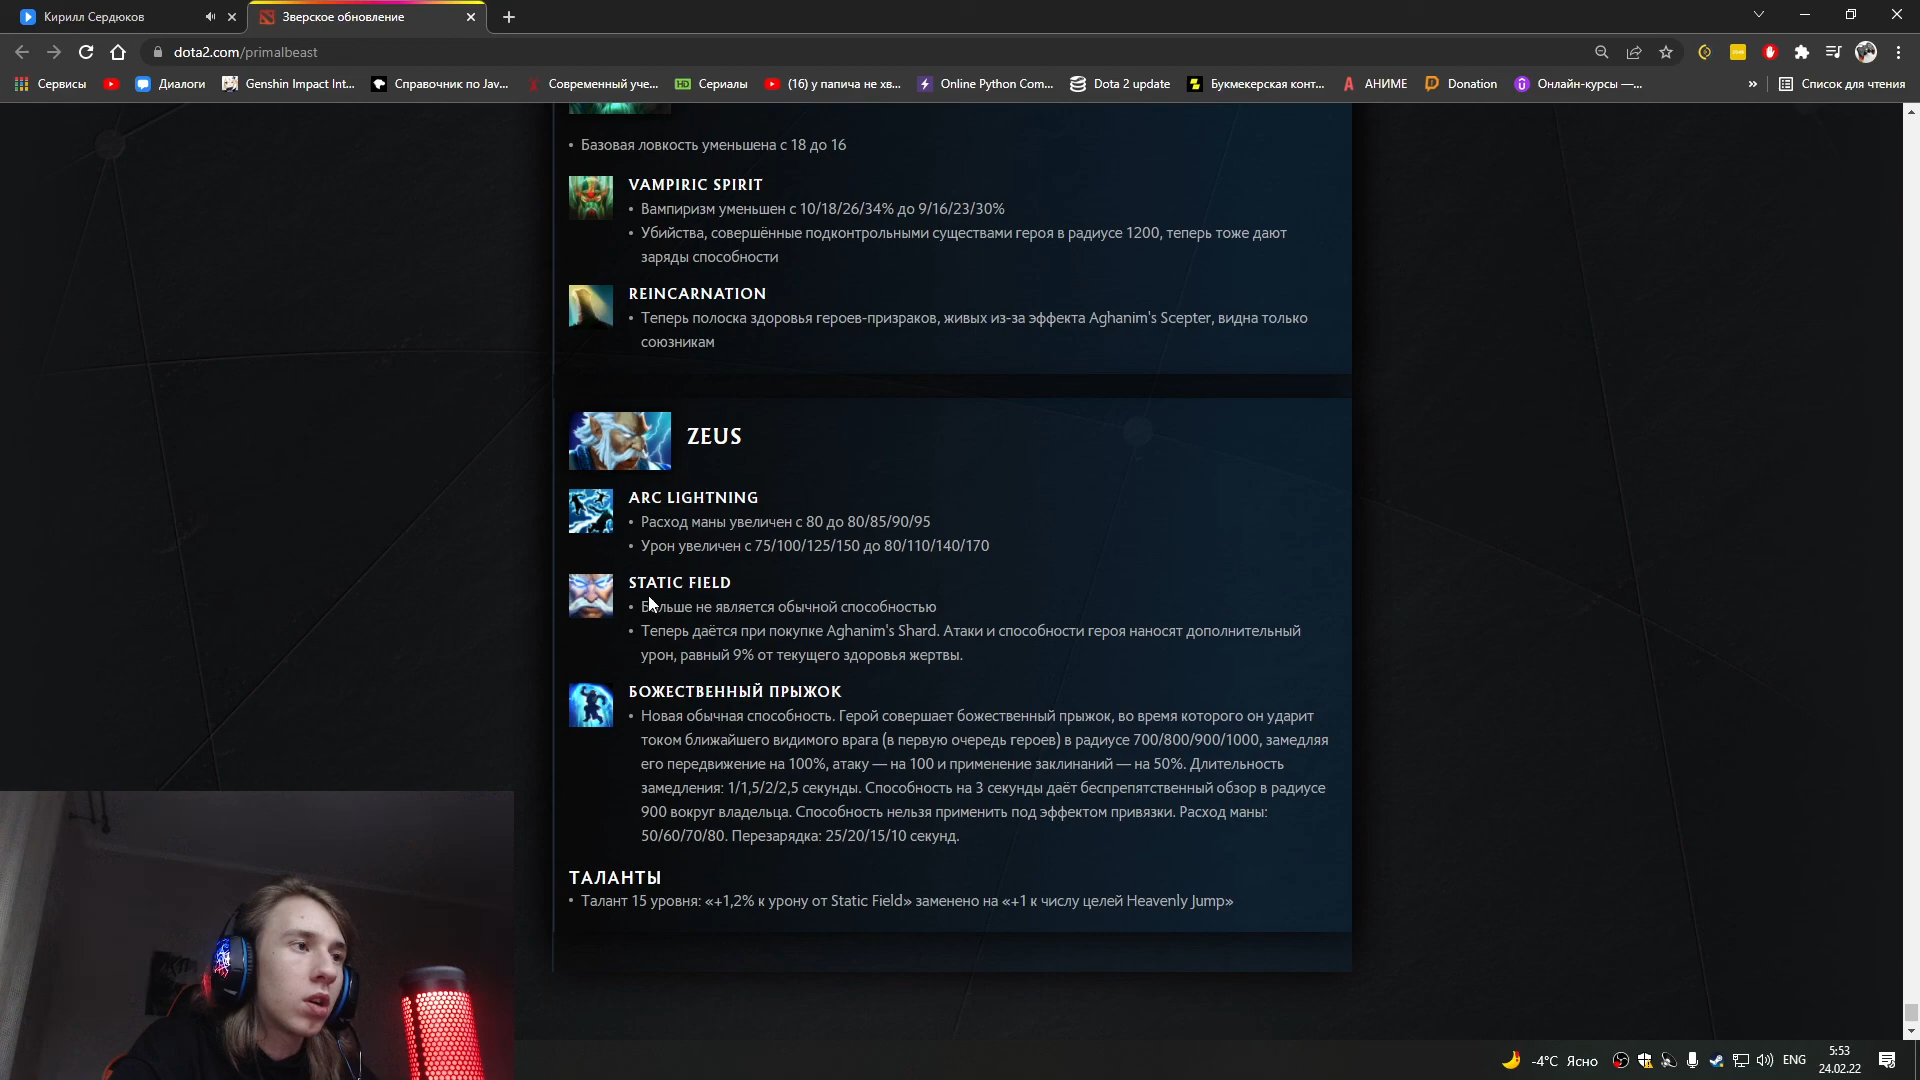 Кирилл Сердюков
Зверское обновление
dota2.com/primalbeast
Сервисы
Диалоги
Genshin Impact Int...
Справочник по Jav...
Современный уче...
HD Сериалы
(16) у папича не хв...
Online Python Com...
Dota 2 update
Букмекерская конт...
АНИМЕ
Donation
Онлайн-курсы —...
»
Список для чтения
• Базовая ловкость уменьшена с 18 до 16
VAMPIRIC SPIRIT
• Вампиризм уменьшен с 10/18/26/34% до 9/16/23/30%
• Убийства, совершённые подконтрольными существами героя в радиусе 1200, теперь тоже дают
заряды способности
REINCARNATION
• Теперь полоска здоровья героев-призраков, живых из-за эффекта Aghanim's Scepter, видна только
союзникам
ZEUS
ARC LIGHTNING
• Расход маны увеличен с 80 до 80/85/90/95
• Урон увеличен с 75/100/125/150 до 80/110/140/170
STATIC FIELD
• Больше не является обычной способностью
• Теперь даётся при покупке Aghanim's Shard. Атаки и способности героя наносят дополнительный
урон, равный 9% от текущего здоровья жертвы.
БОЖЕСТВЕННЫЙ ПРЫЖОК
• Новая обычная способность. Герой совершает божественный прыжок, во время которого он ударит
током ближайшего видимого врага (в первую очередь героев) в радиусе 700/800/900/1000, замедляя
его передвижение на 100%, атаку — на 100 и применение заклинаний — на 50%. Длительность
замедления: 1/1,5/2/2,5 секунды. Способность на 3 секунды даёт беспрепятственный обзор в радиусе
900 вокруг владельца. Способность нельзя применить под эффектом привязки. Расход маны:
50/60/70/80. Перезарядка: 25/20/15/10 секунд.
ТАЛАНТЫ
• Талант 15 уровня: «+1,2% к урону от Static Field» заменено на «+1 к числу целей Heavenly Jump»
-4°C Ясно
ENG
5:53
24.02.22